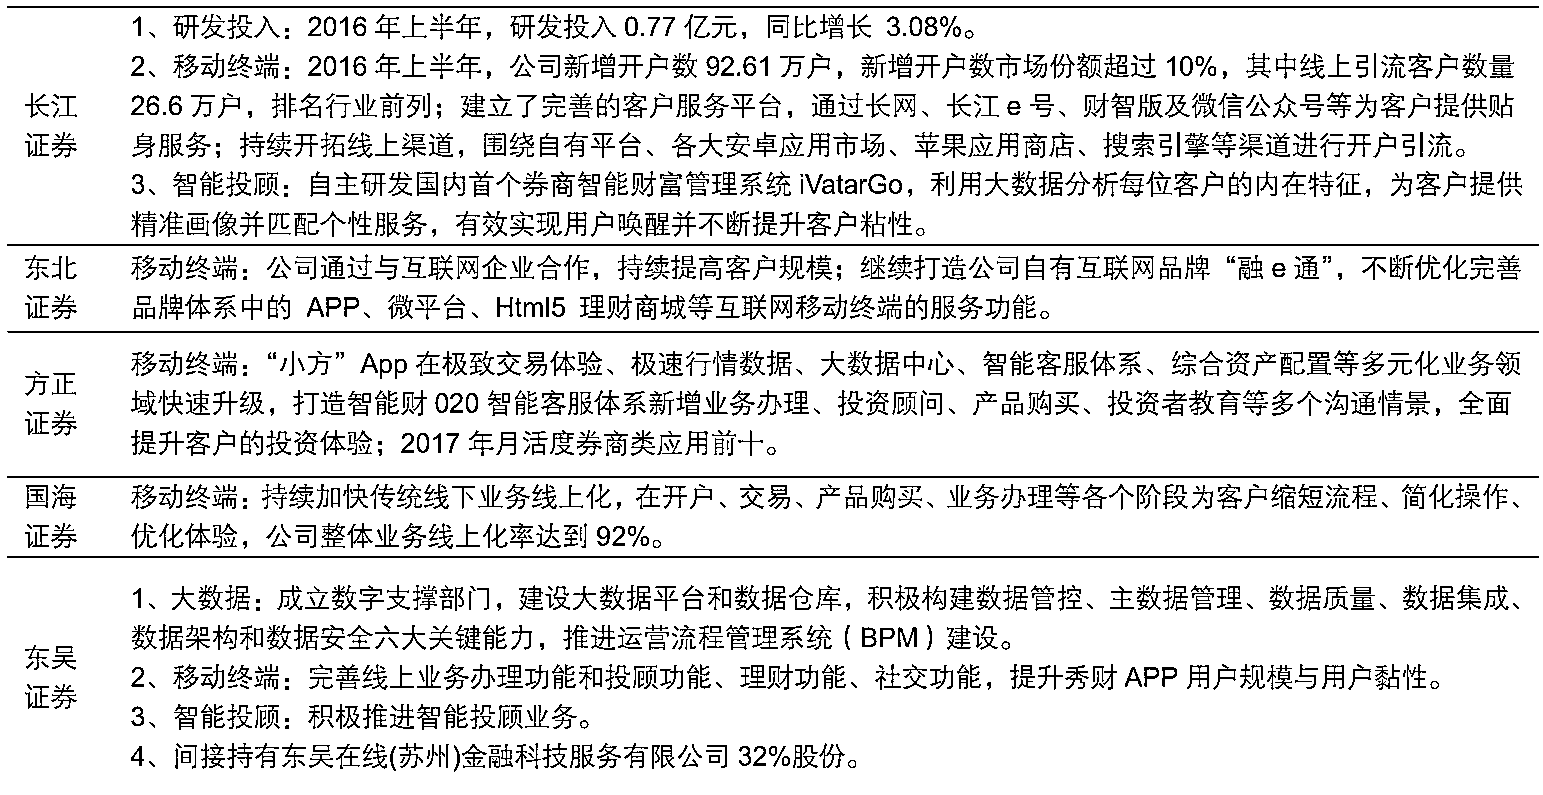 长江
证券
1、研发投入：2016 年上半年，研发投入 0.77 亿元，同比增长 3.08%。
2、移动终端：2016 年上半年，公司新增开户数 92.61 万户，新增开户数市场份额超过 10%，其中线上引流客户数量
26.6 万户，排名行业前列；建立了完善的客户服务平台，通过长网、长江 e 号、财智版及微信公众号等为客户提供贴
身服务；持续开拓线上渠道，围绕自有平台、各大安卓应用市场、苹果应用商店、搜索引擎等渠道进行开户引流。
3、智能投顾：自主研发国内首个券商智能财富管理系统 iVatarGo，利用大数据分析每位客户的内在特征，为客户提供
精准画像并匹配个性服务，有效实现用户唤醒并不断提升客户粘性。
东北
证券
移动终端：公司通过与互联网企业合作，持续提高客户规模；继续打造公司自有互联网品牌“融 e 通”，不断优化完善
品牌体系中的 APP、微平台、Html5 理财商城等互联网移动终端的服务功能。
方正
证券
移动终端：“小方”App 在极致交易体验、极速行情数据、大数据中心、智能客服体系、综合资产配置等多元化业务领
域快速升级，打造智能财 020 智能客服体系新增业务办理、投资顾问、产品购买、投资者教育等多个沟通情景，全面
提升客户的投资体验；2017 年月活度券商类应用前十。
国海
证券
移动终端：持续加快传统线下业务线上化，在开户、交易、产品购买、业务办理等各个阶段为客户缩短流程、简化操作、
优化体验，公司整体业务线上化率达到 92%。
东吴
证券
1、大数据：成立数字支撑部门，建设大数据平台和数据仓库，积极构建数据管控、主数据管理、数据质量、数据集成、
数据架构和数据安全六大关键能力，推进运营流程管理系统（BPM）建设。
2、移动终端：完善线上业务办理功能和投顾功能、理财功能、社交功能，提升秀财 APP 用户规模与用户黏性。
3、智能投顾：积极推进智能投顾业务。
4、间接持有东吴在线(苏州)金融科技服务有限公司 32%股份。